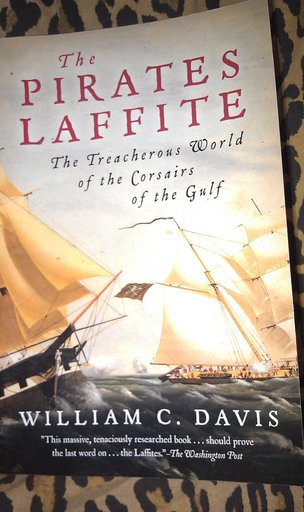 The
PIRATES
LAFFITE
The Treacherous World
of the Corsairs
of the Gulf
WILLIAM C. DAVIS
"This massive, tenaciously researched book . . . should prove
the last word on . . . the Laffites."–The Washington Post